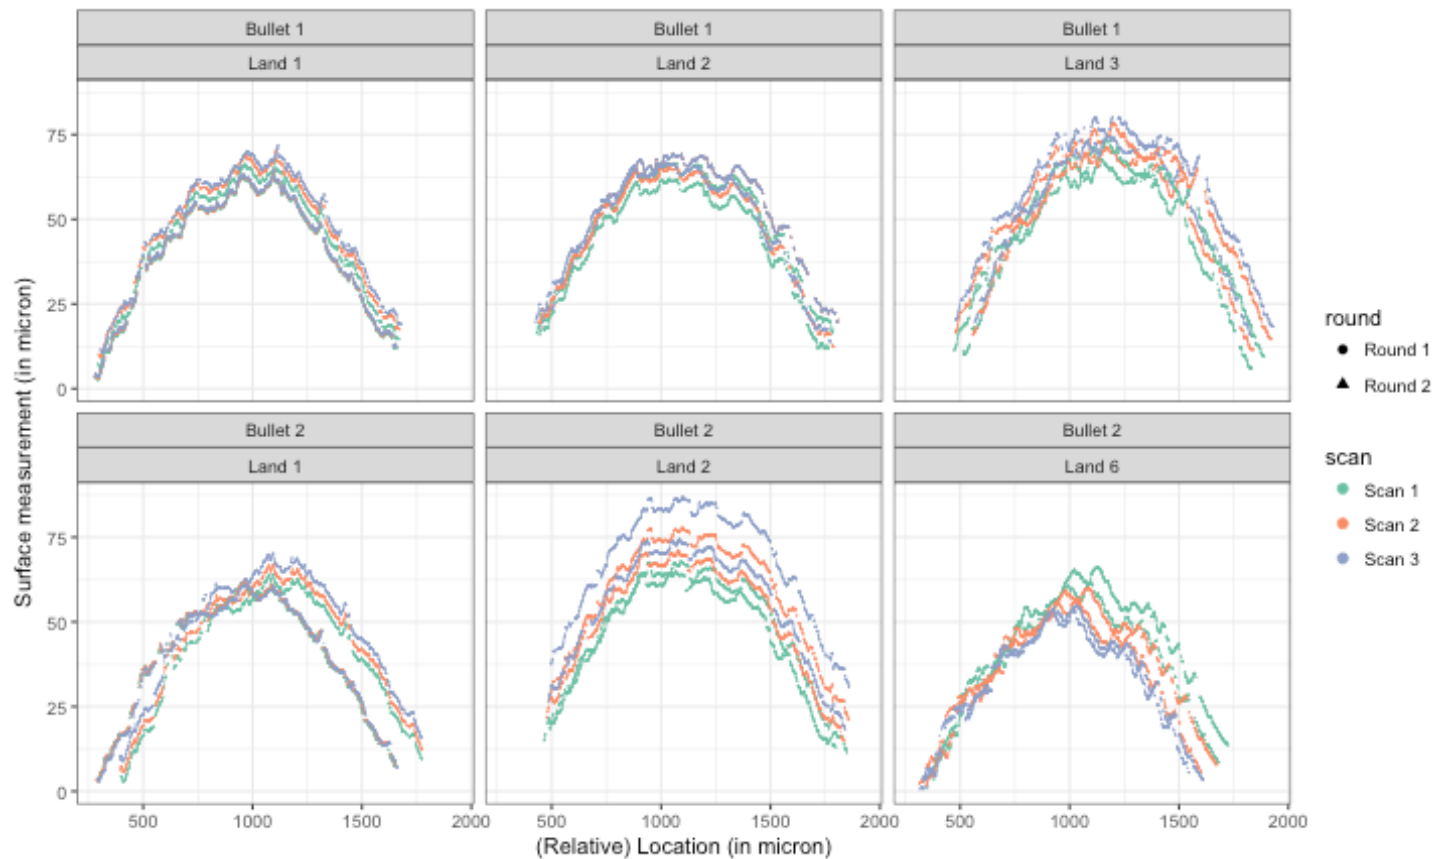 Bullet 1
Bullet 1
Bullet 1
Land 1
Land 2
Land 3
75
50
25
0
Bullet 2
Bullet 2
Bullet 2
Land 1
Land 2
Land 6
75
50
25
0
500 1000 1500 2000
500 1000 1500 2000
500 1000 1500 2000
(Relative) Location (in micron)
Surface measurement (in micron)
round
Round 1
Round 2
scan
Scan 1
Scan 2
Scan 3